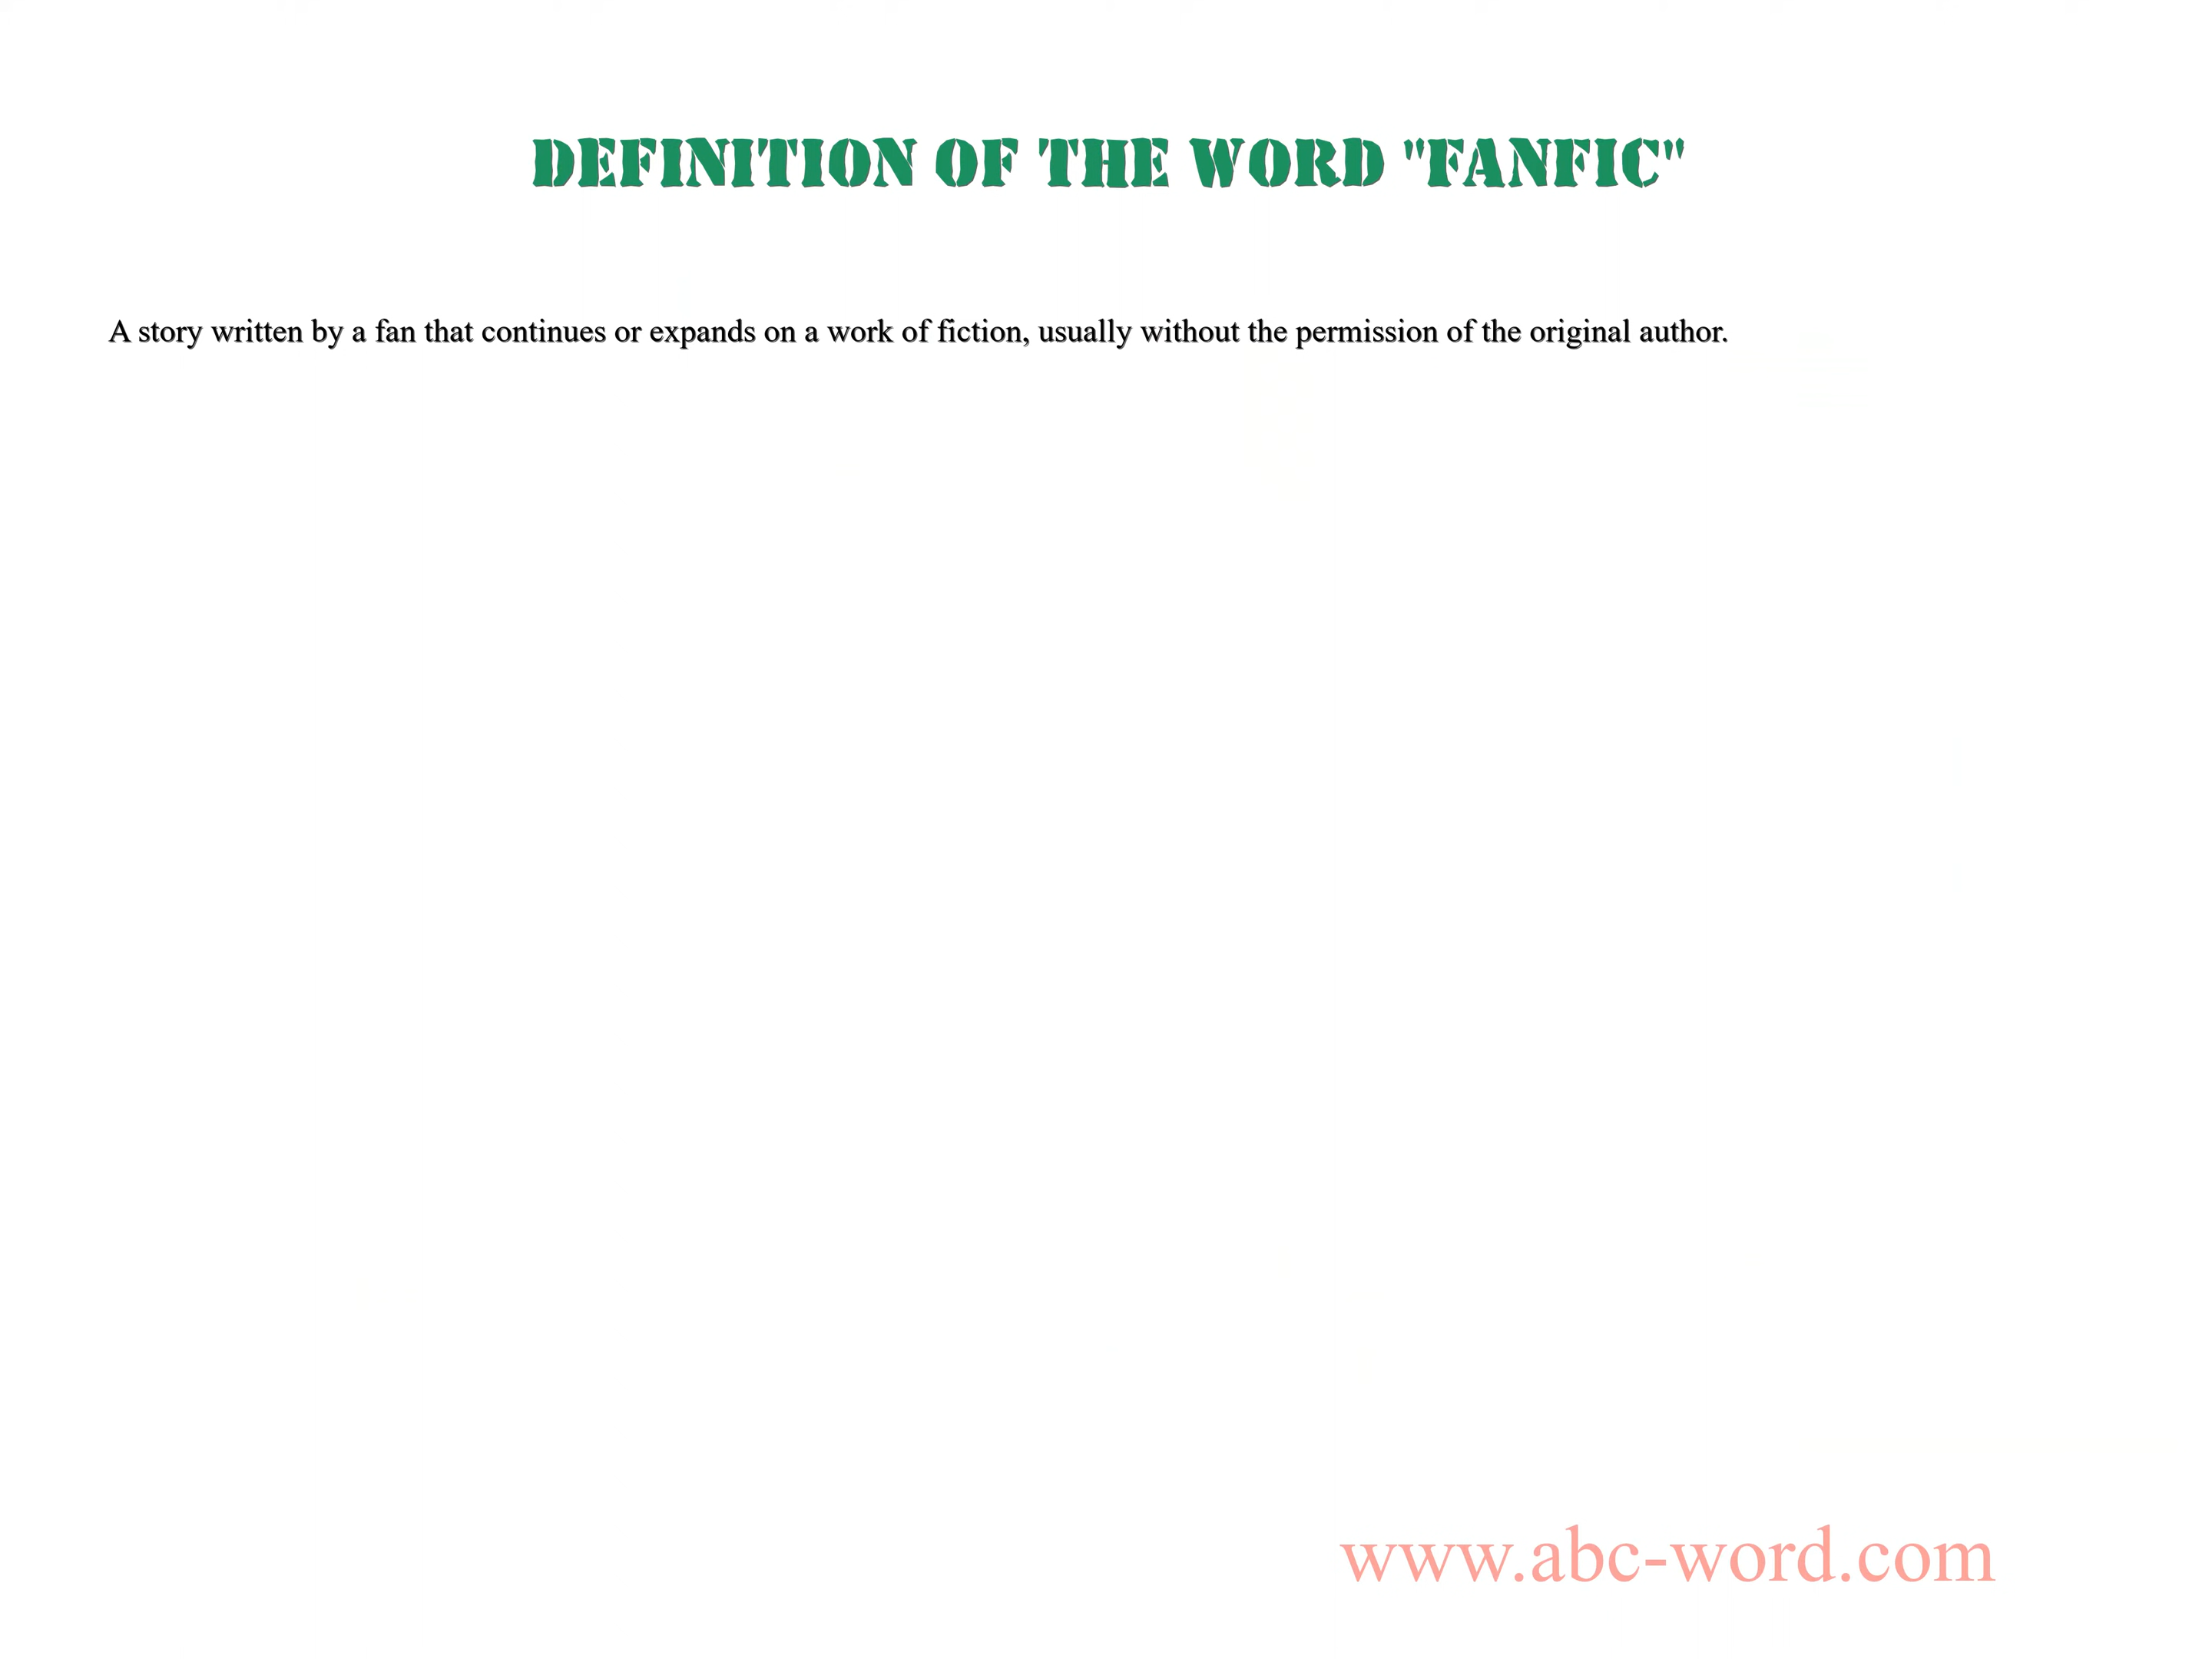 DEFINITION OF THE WORD "FANFIC"
A story written by a fan that continues or expands on a work of fiction, usually without the permission of the original author.
www.abc-word.com